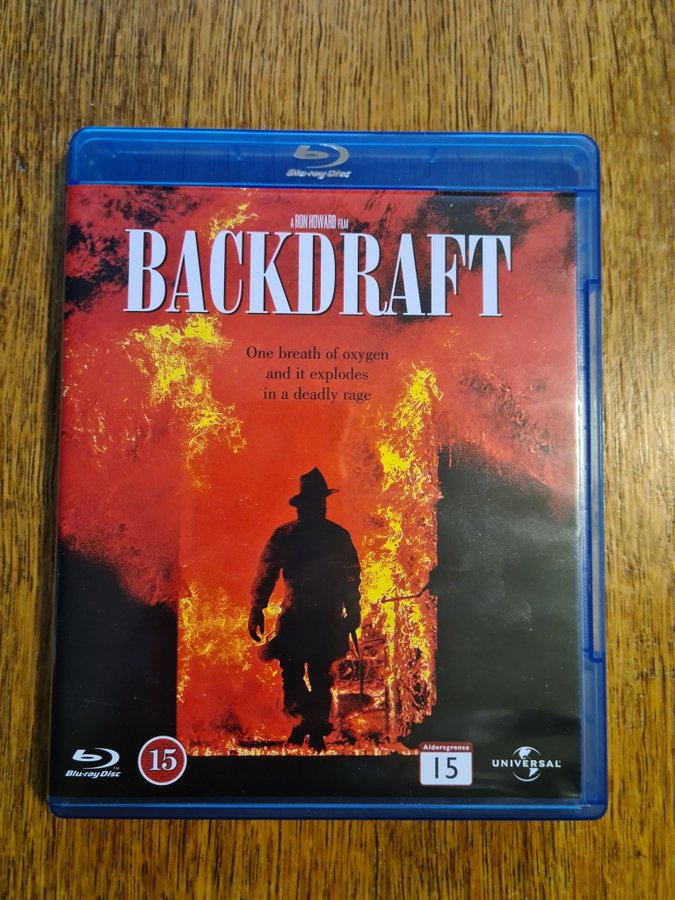 Blu-ray Disc
A RON HOWARD FILM
BACKDRAFT
One breath of oxygen
and it explodes
in a deadly rage
Blu-ray Disc™
15
Aldersgrense
15
UNIVERSAL